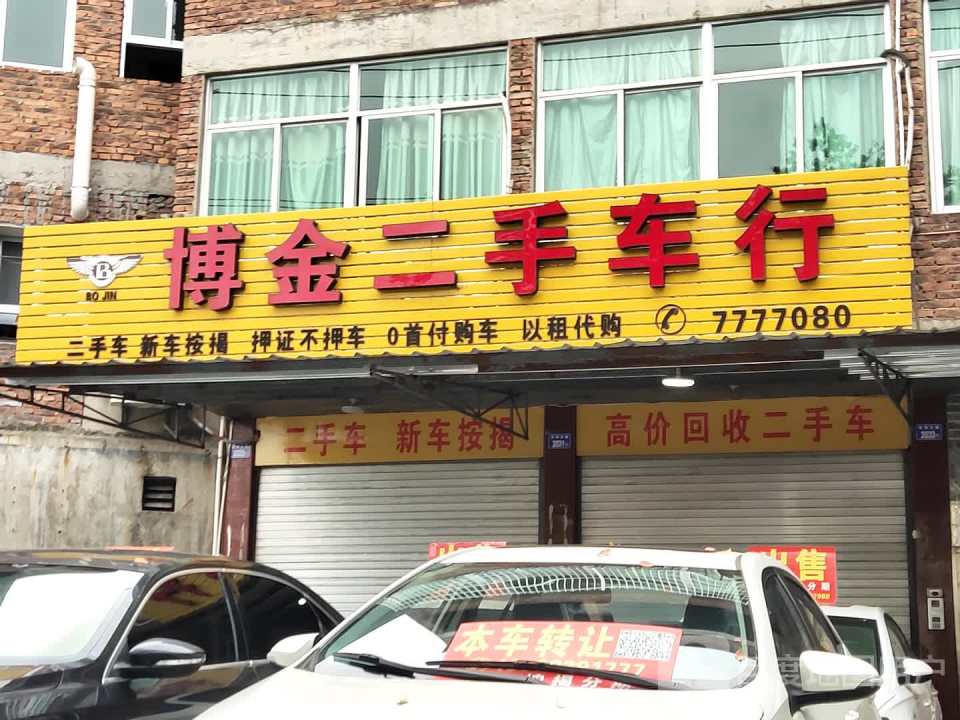 博金二手车行
B
BO JIN
二手车 新车按揭 押证不押车 0首付购车 以租代购 7777080
二手车 新车按揭
高价回收二手车
出售
本车转让